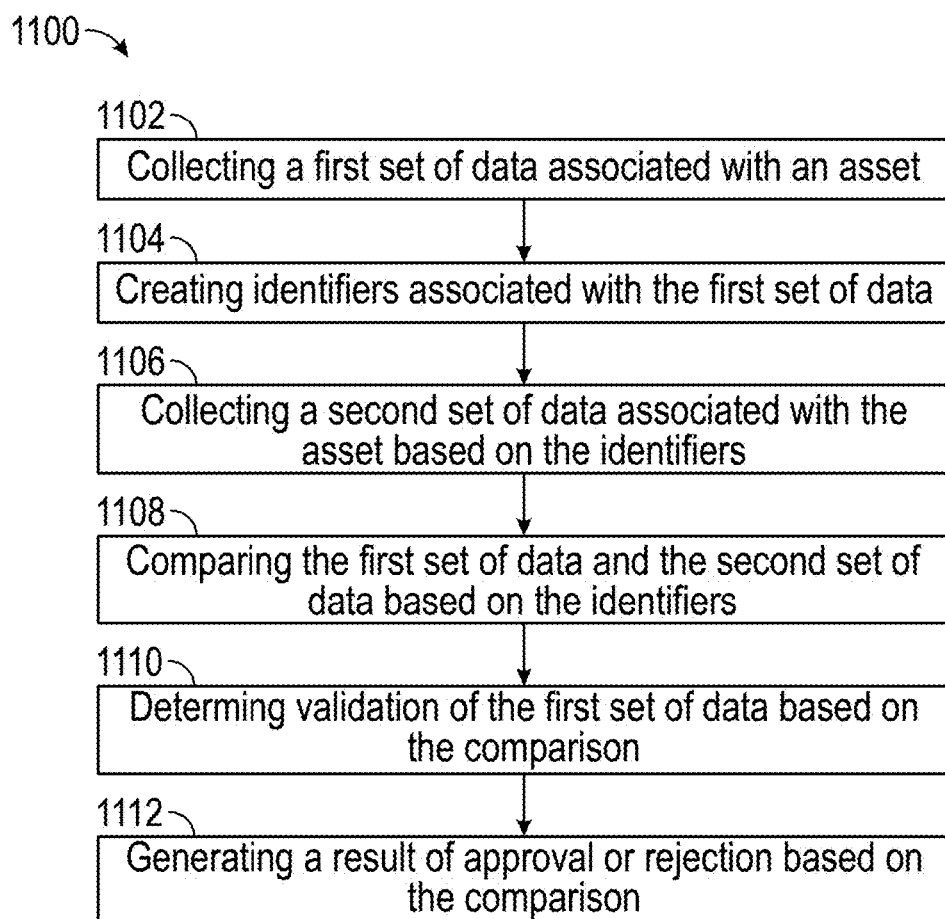 1100
1102
Collecting a first set of data associated with an asset
1104
Creating identifiers associated with the first set of data
1106
Collecting a second set of data associated with the
asset based on the identifiers
1108
Comparing the first set of data and the second set of
data based on the identifiers
1110
Determing validation of the first set of data based on
the comparison
1112
Generating a result of approval or rejection based on
the comparison